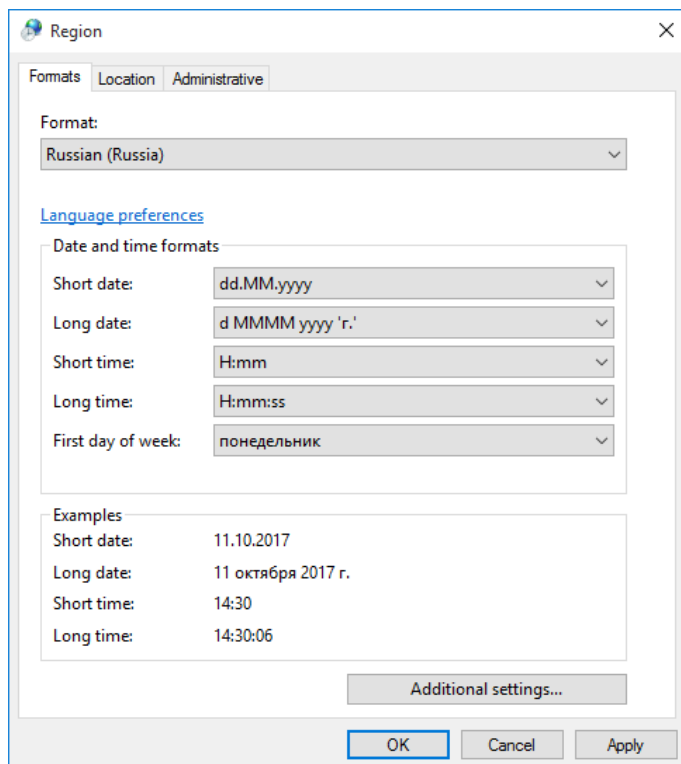 Region
Formats Location Administrative
Format:
Russian (Russia)
Language preferences
Date and time formats
Short date: dd.MM.yyyy
Long date: d MMMM yyyy 'г.'
Short time: H:mm
Long time: H:mm:ss
First day of week: понедельник
Examples
Short date: 11.10.2017
Long date: 11 октября 2017 г.
Short time: 14:30
Long time: 14:30:06
Additional settings...
OK Cancel Apply